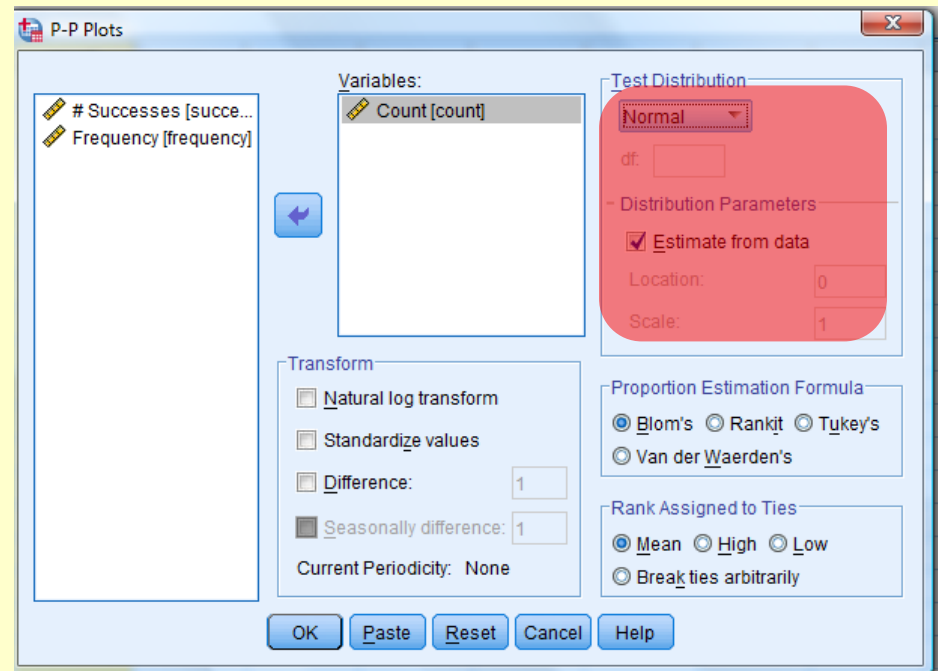 P-P Plots
# Successes [succe...
Frequency [frequency]
Variables:
Count [count]
Test Distribution
Normal
df:
Distribution Parameters
Estimate from data
Location: 0
Scale: 1
Transform
Natural log transform
Standardize values
Difference: 1
Seasonally difference: 1
Current Periodicity: None
Proportion Estimation Formula
Blom's Rankit Tukey's
Van der Waerden's
Rank Assigned to Ties
Mean High Low
Break ties arbitrarily
OK Paste Reset Cancel Help